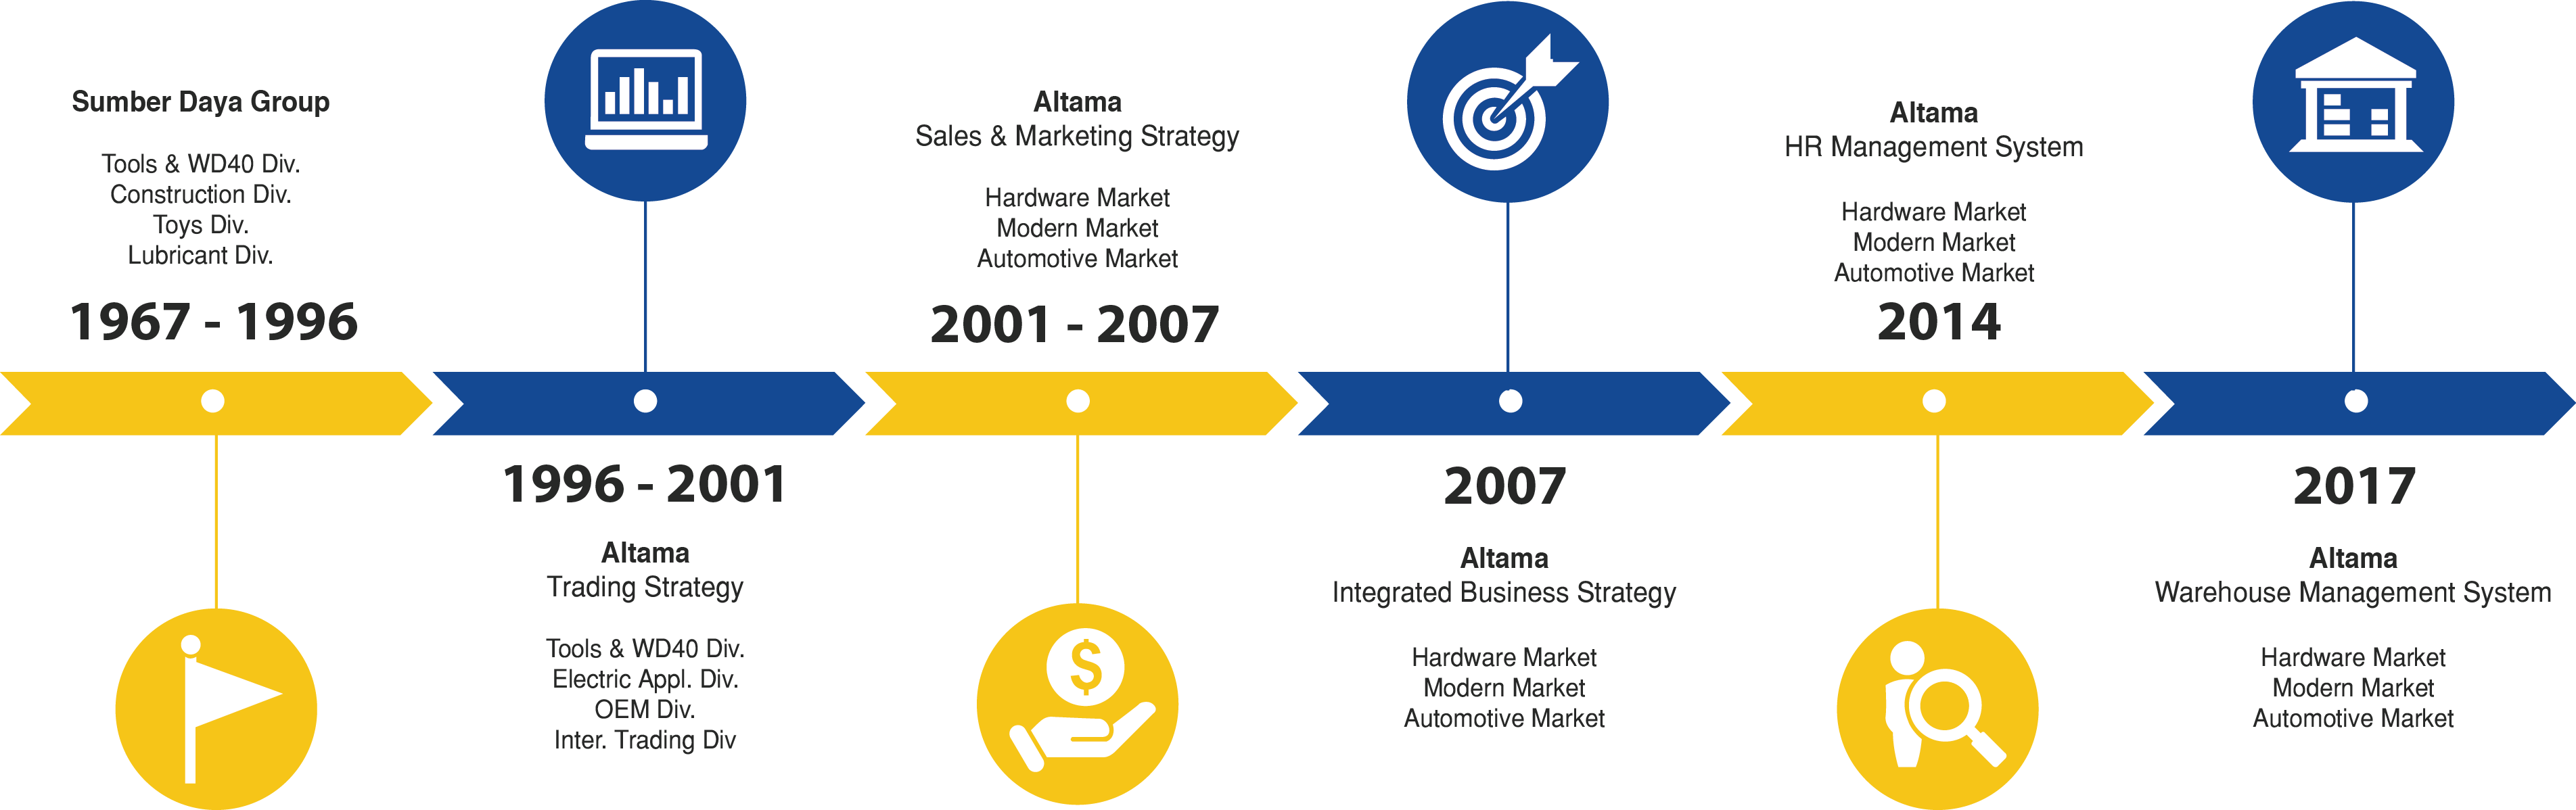 Sumber Daya Group
Tools & WD40 Div.
Construction Div.
Toys Div.
Lubricant Div.
1967 - 1996
1996 - 2001
Altama
Trading Strategy
Tools & WD40 Div.
Electric Appl. Div.
OEM Div.
Inter. Trading Div
Altama
Sales & Marketing Strategy
Hardware Market
Modern Market
Automotive Market
2001 - 2007
$
2007
Altama
Integrated Business Strategy
Hardware Market
Modern Market
Automotive Market
Altama
HR Management System
Hardware Market
Modern Market
Automotive Market
2014
2017
Altama
Warehouse Management System
Hardware Market
Modern Market
Automotive Market